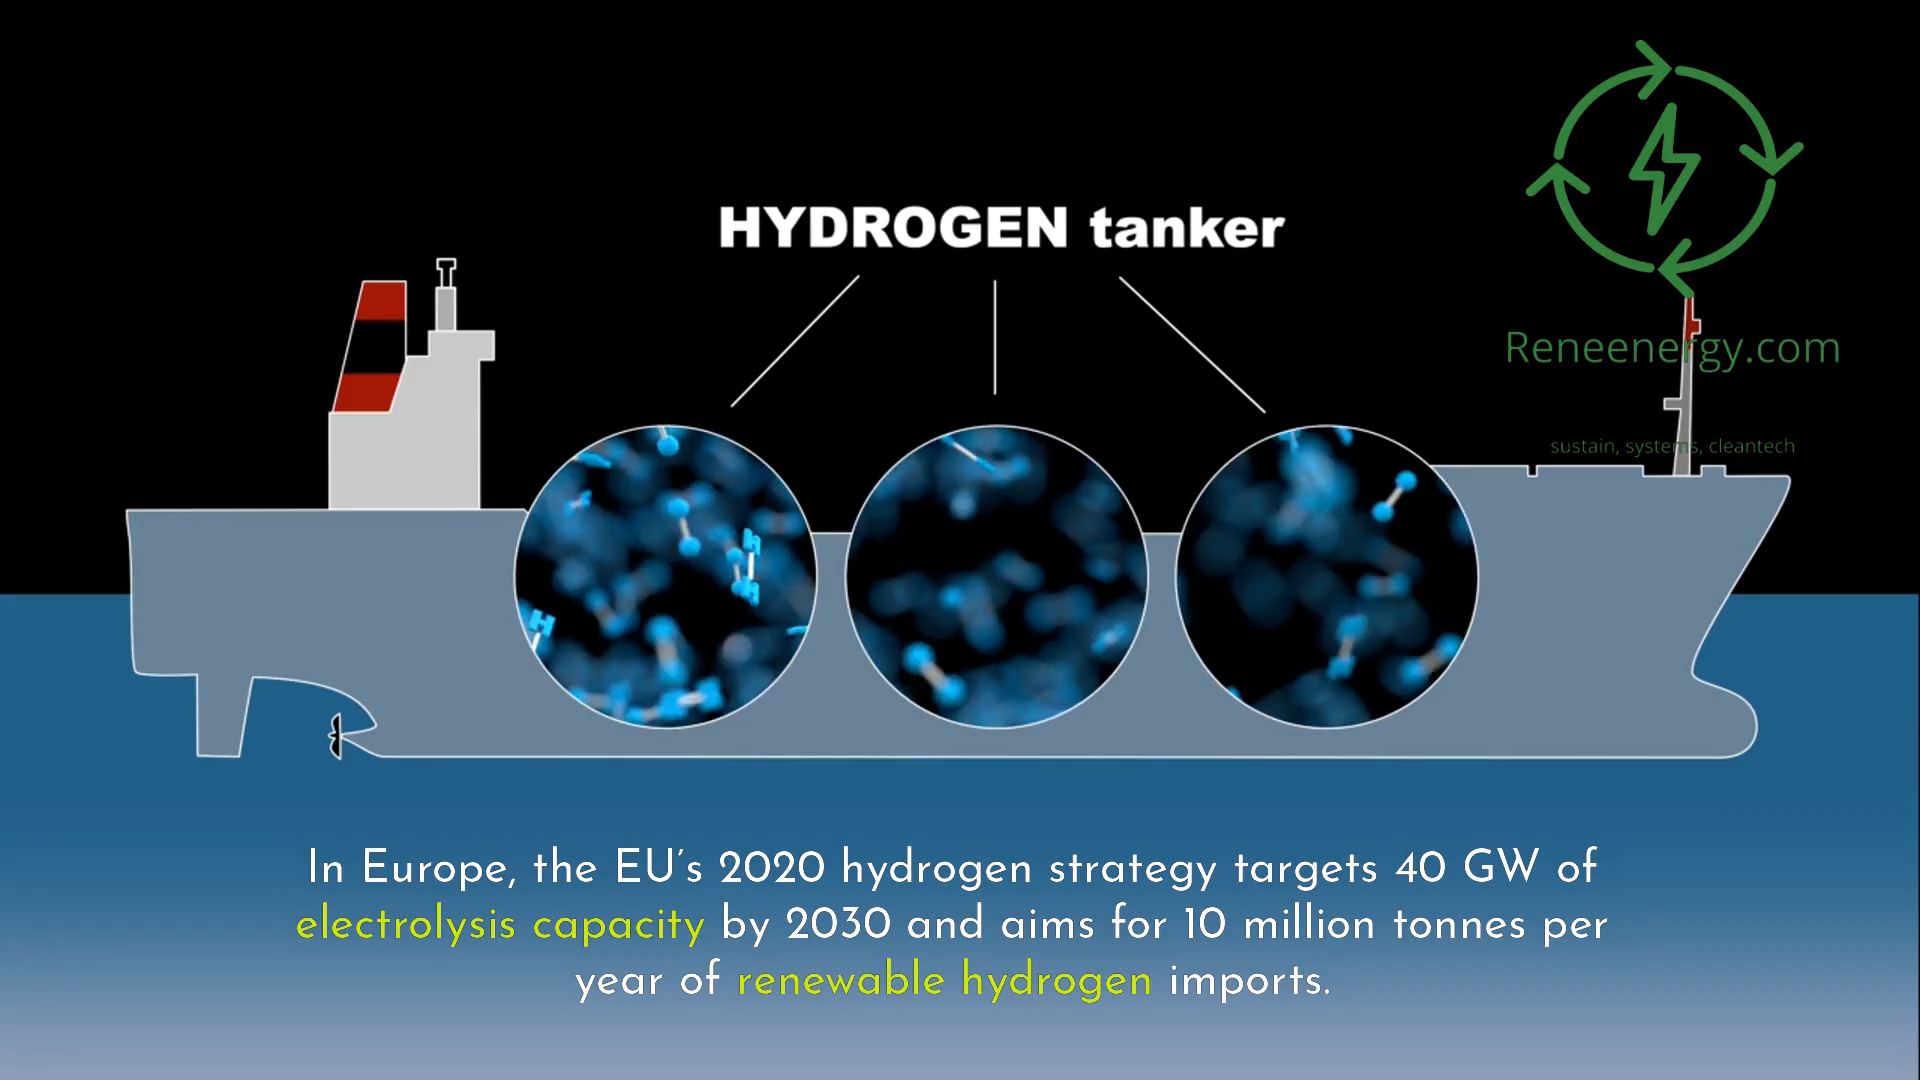 HYDROGEN tanker
Reneenergy.com
sustain, systems, cleantech
H
H
H
In Europe, the EU's 2020 hydrogen strategy targets 40 GW of
electrolysis capacity by 2030 and aims for 10 million tonnes per
year of renewable hydrogen imports.